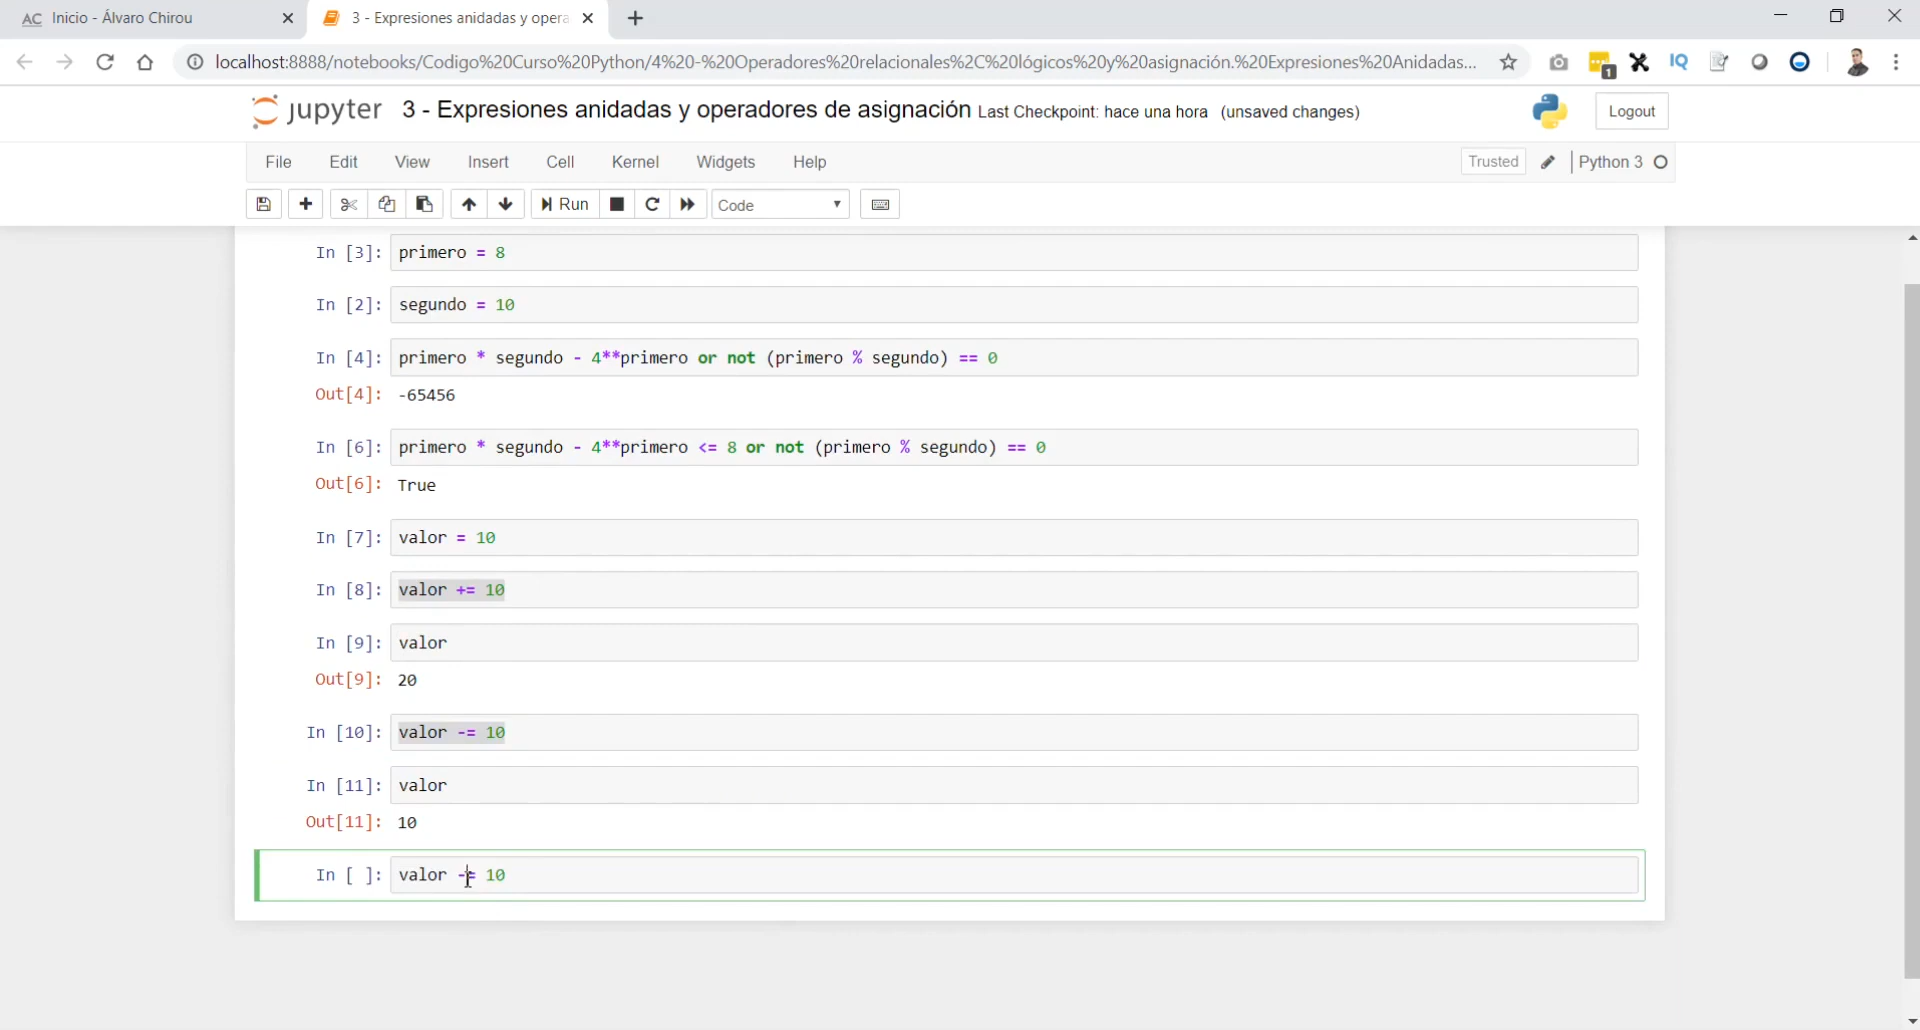 AC Inicio - Álvaro Chirou
3 - Expresiones anidadas y opera
localhost:8888/notebooks/Codigo%20Curso%20Python/4%20-%20Operadores%20relacionales%2C%20lógicos%20y%20asignación.%20Expresiones%20Anidadas...
1
IQ
jupyter 3 - Expresiones anidadas y operadores de asignación Last Checkpoint: hace una hora (unsaved changes)
Logout
File Edit View Insert Cell Kernel Widgets Help
Trusted Python 3
Run Code
In [3]: primero = 8
In [2]: segundo = 10
In [4]: primero * segundo - 4**primero or not (primero % segundo) == 0
Out[4]: -65456
In [6]: primero * segundo - 4**primero <= 8 or not (primero % segundo) == 0
Out[6]: True
In [7]: valor = 10
In [8]: valor += 10
In [9]: valor
Out[9]: 20
In [10]: valor -= 10
In [11]: valor
Out[11]: 10
In [ ]: valor -= 10